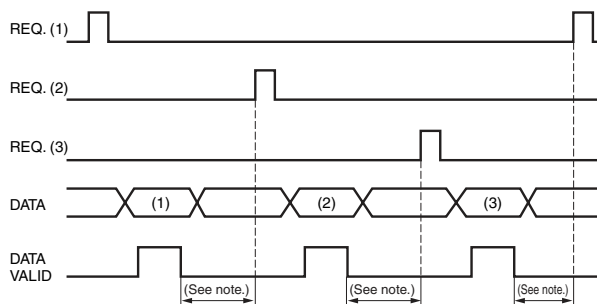 REQ. (1)
REQ. (2)
REQ. (3)
DATA (1) (2) (3)
DATA
VALID
(See note.) (See note.) (See note.)